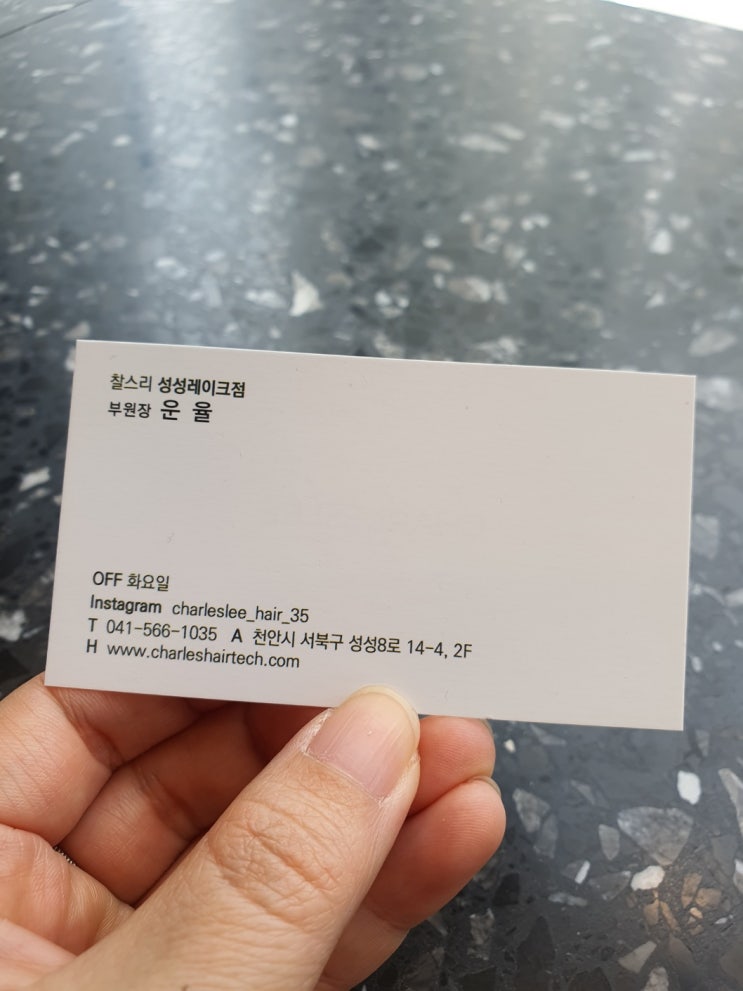 찰스리 성성레이크점
부원장 운 율
OFF 화요일
Instagram charleslee_hair_35
T 041-566-1035 A 천안시 서북구 성성8로 14-4, 2F
H www.charleshairtech.com